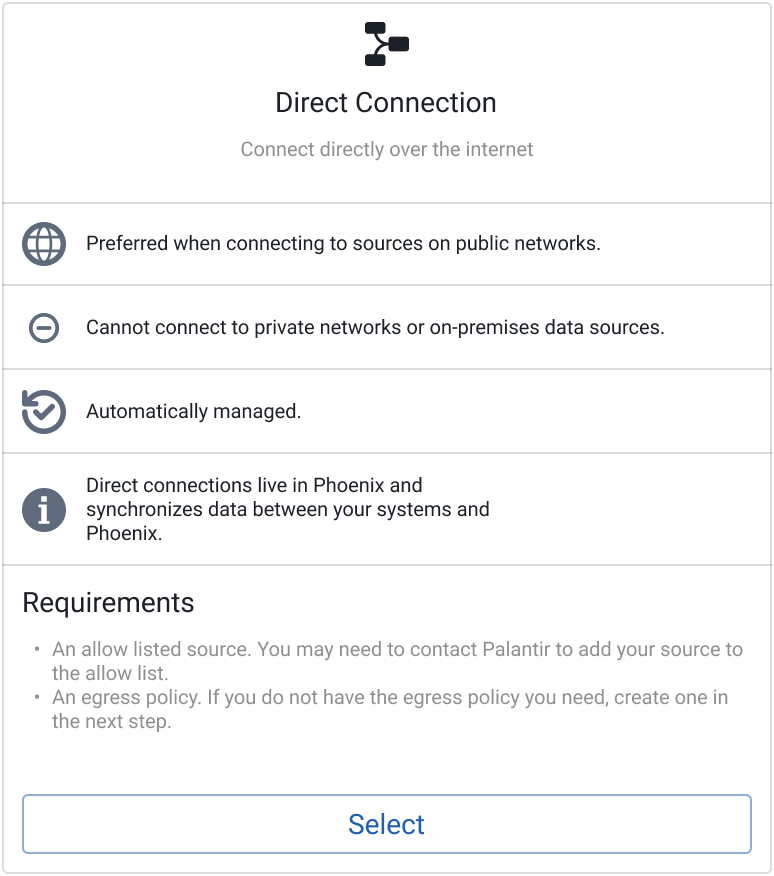 Direct Connection
Connect directly over the internet
Preferred when connecting to sources on public networks.
Cannot connect to private networks or on-premises data sources.
Automatically managed.
Direct connections live in Phoenix and
synchronizes data between your systems and
Phoenix.
Requirements
• An allow listed source. You may need to contact Palantir to add your source to
the allow list.
• An egress policy. If you do not have the egress policy you need, create one in
the next step.
Select